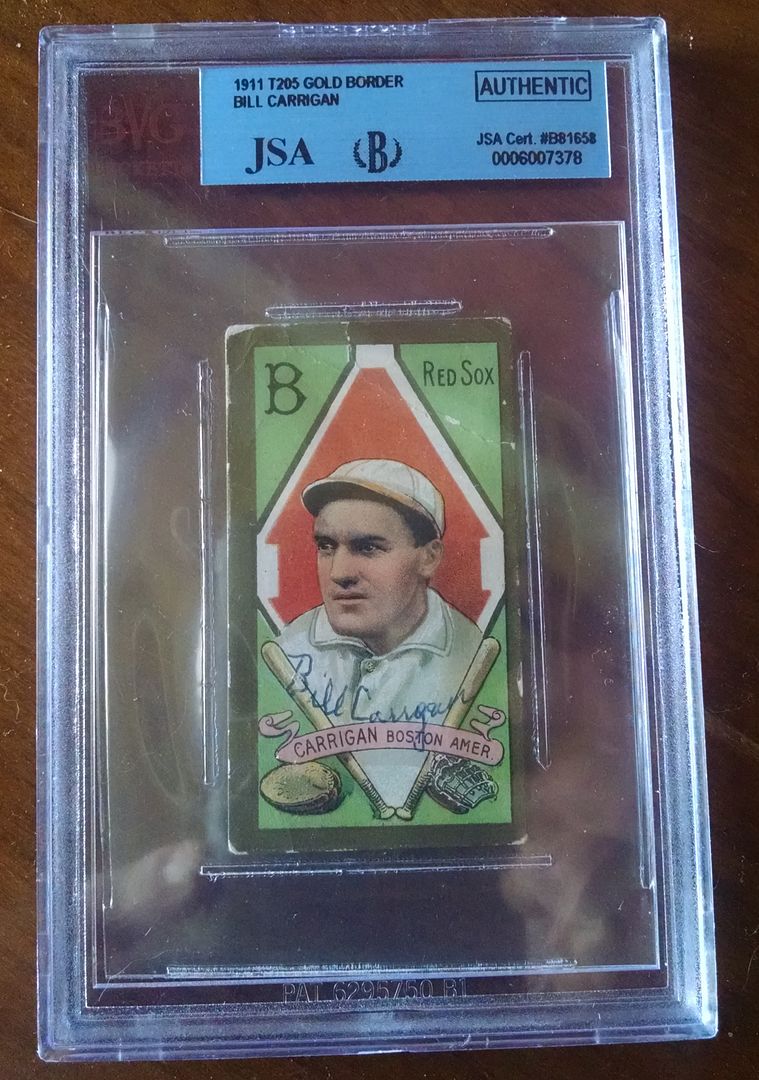 1911 T205 GOLD BORDER
BILL CARRIGAN
AUTHENTIC
JSA
B
JSA Cert. #B81658
0006007378
BVG
B
RED SOX
Bill Carrigan
CARRIGAN BOSTON AMER.
PAT 6295750 B1